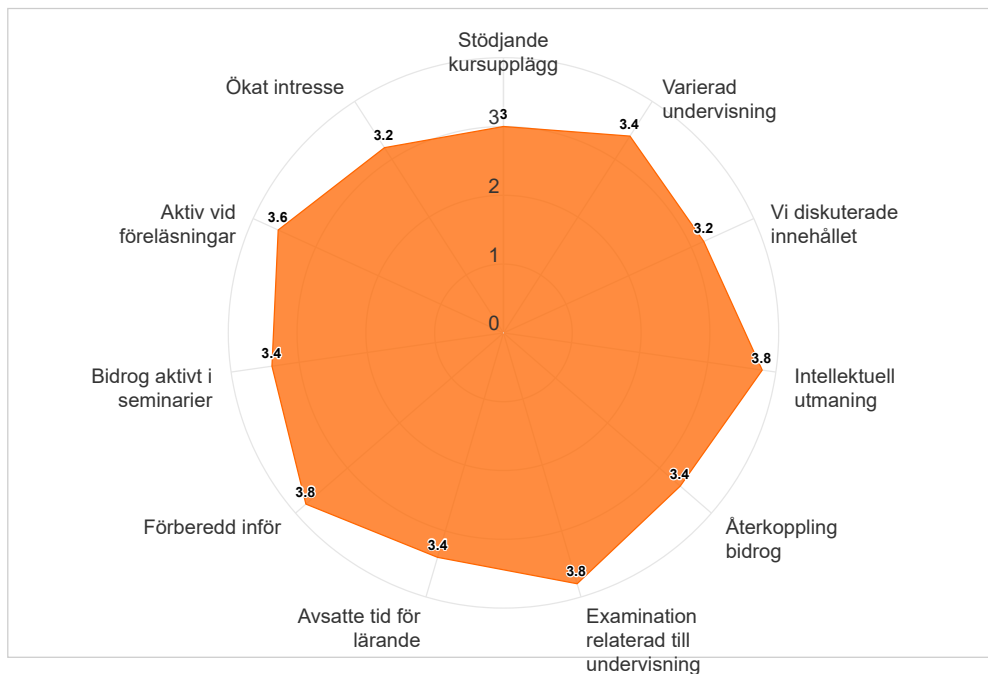 Stödjande
kursupplägg
Ökat intresse
Varierad
undervisning
3
3.4
3
3.2
Aktiv vid
föreläsningar
3.6
2
Vi diskuterade
innehållet
3.2
1
0
Bidrog aktivt i
seminarier
3.4
3.8
Intellektuell
utmaning
Förberedd inför
3.8
3.4
Återkoppling
bidrog
3.4
3.8
Avsatte tid för
lärande
Examination
relaterad till
undervisning